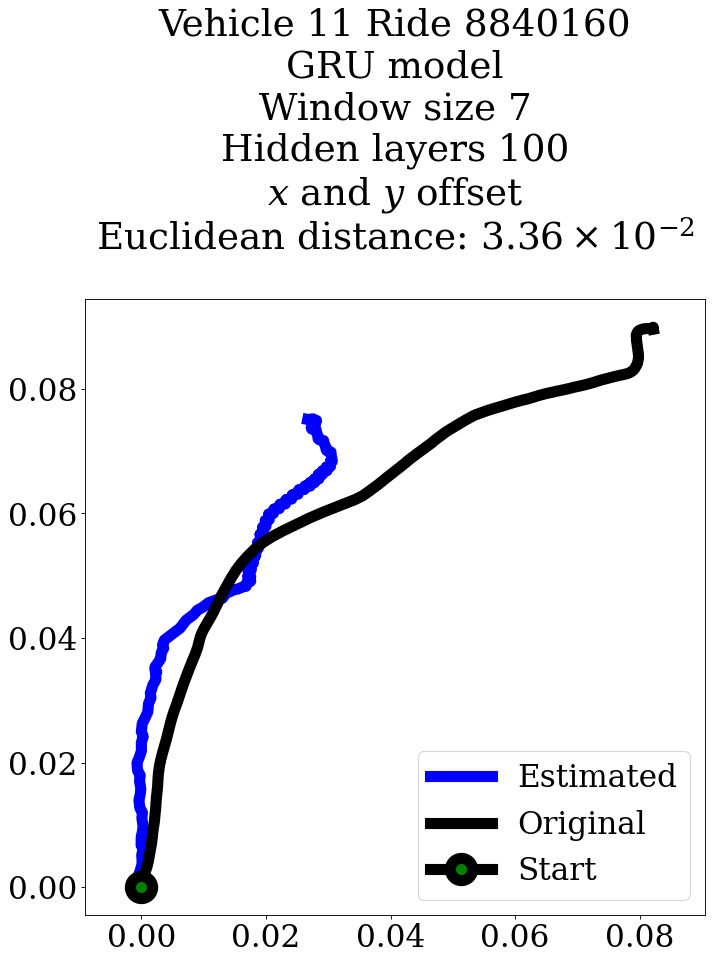 Vehicle 11 Ride 8840160
GRU model
Window size 7
Hidden layers 100
x and y offset
Euclidean distance: 3.36 × 10⁻²
0.08
0.06
0.04
0.02
0.00
Estimated
Original
Start
0.00 0.02 0.04 0.06 0.08